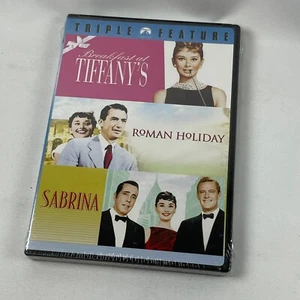 TRIPLE FEATURE
Breakfast at
TIFFANY'S
ROMAN HOLIDAY
SABRINA